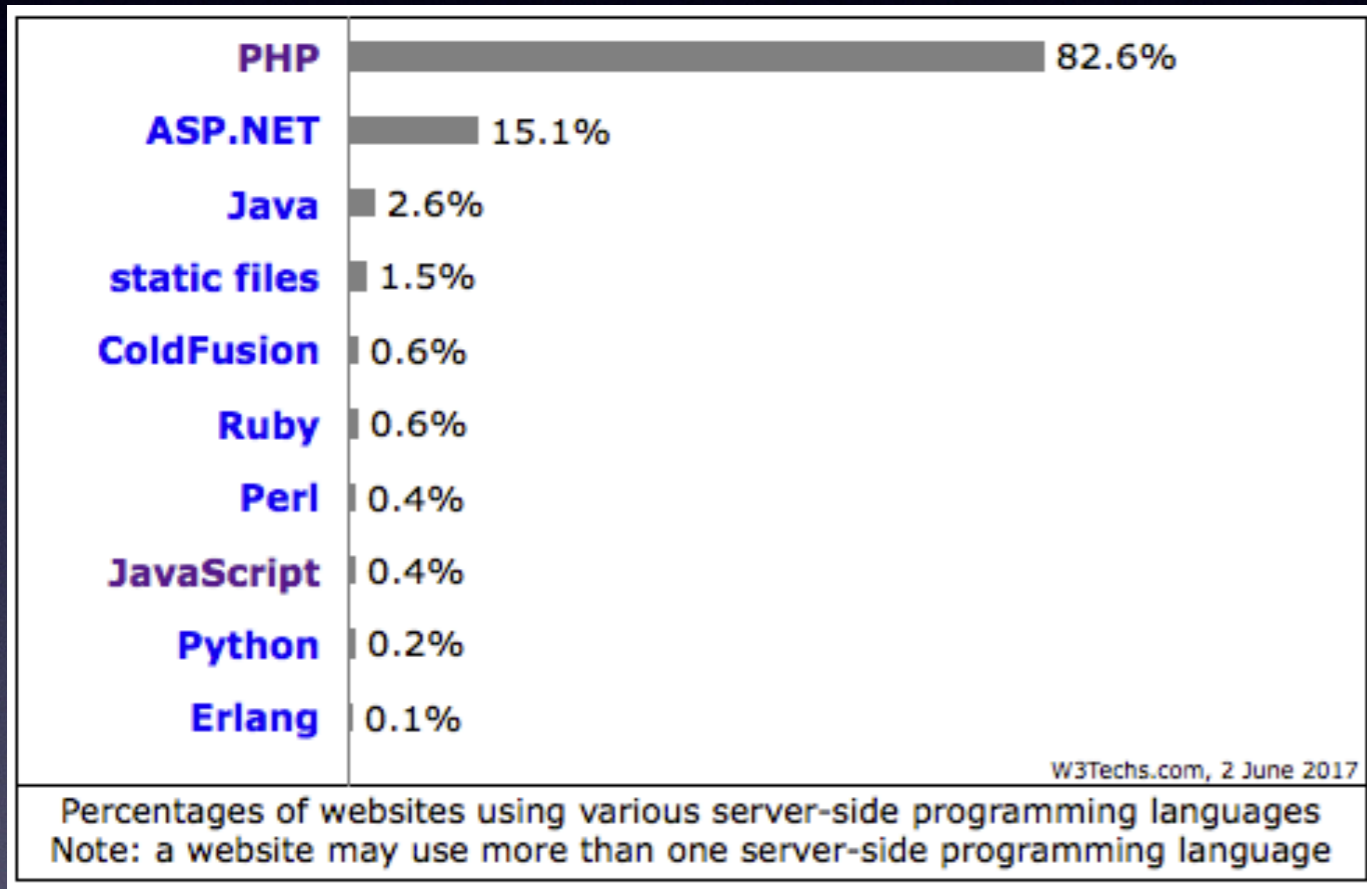 PHP 82.6%
ASP.NET 15.1%
Java 2.6%
static files 1.5%
ColdFusion 0.6%
Ruby 0.6%
Perl 0.4%
JavaScript 0.4%
Python 0.2%
Erlang 0.1%
W3Techs.com, 2 June 2017
Percentages of websites using various server-side programming languages
Note: a website may use more than one server-side programming language